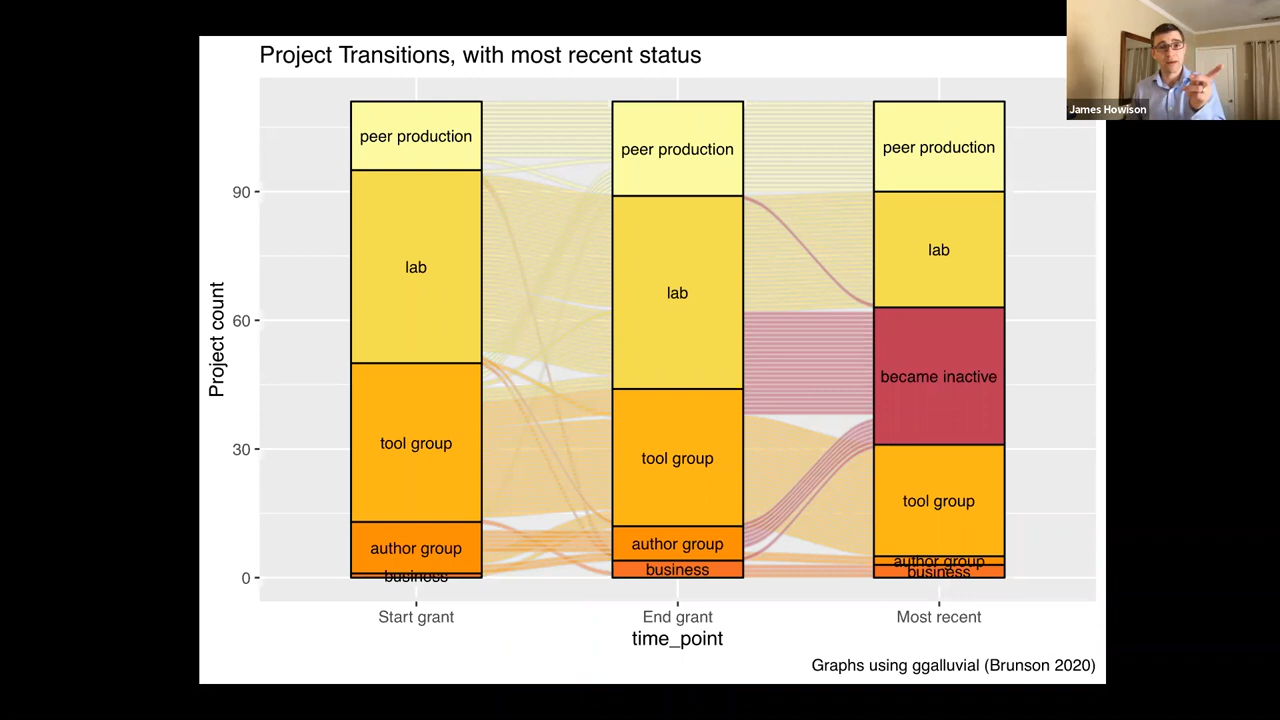 Project Transitions, with most recent status
James Howison
Project count
90
60
30
0
peer production
lab
tool group
author group
business
peer production
lab
tool group
author group
business
peer production
lab
became inactive
tool group
author group
business
Start grant
End grant
Most recent
time_point
Graphs using ggalluvial (Brunson 2020)